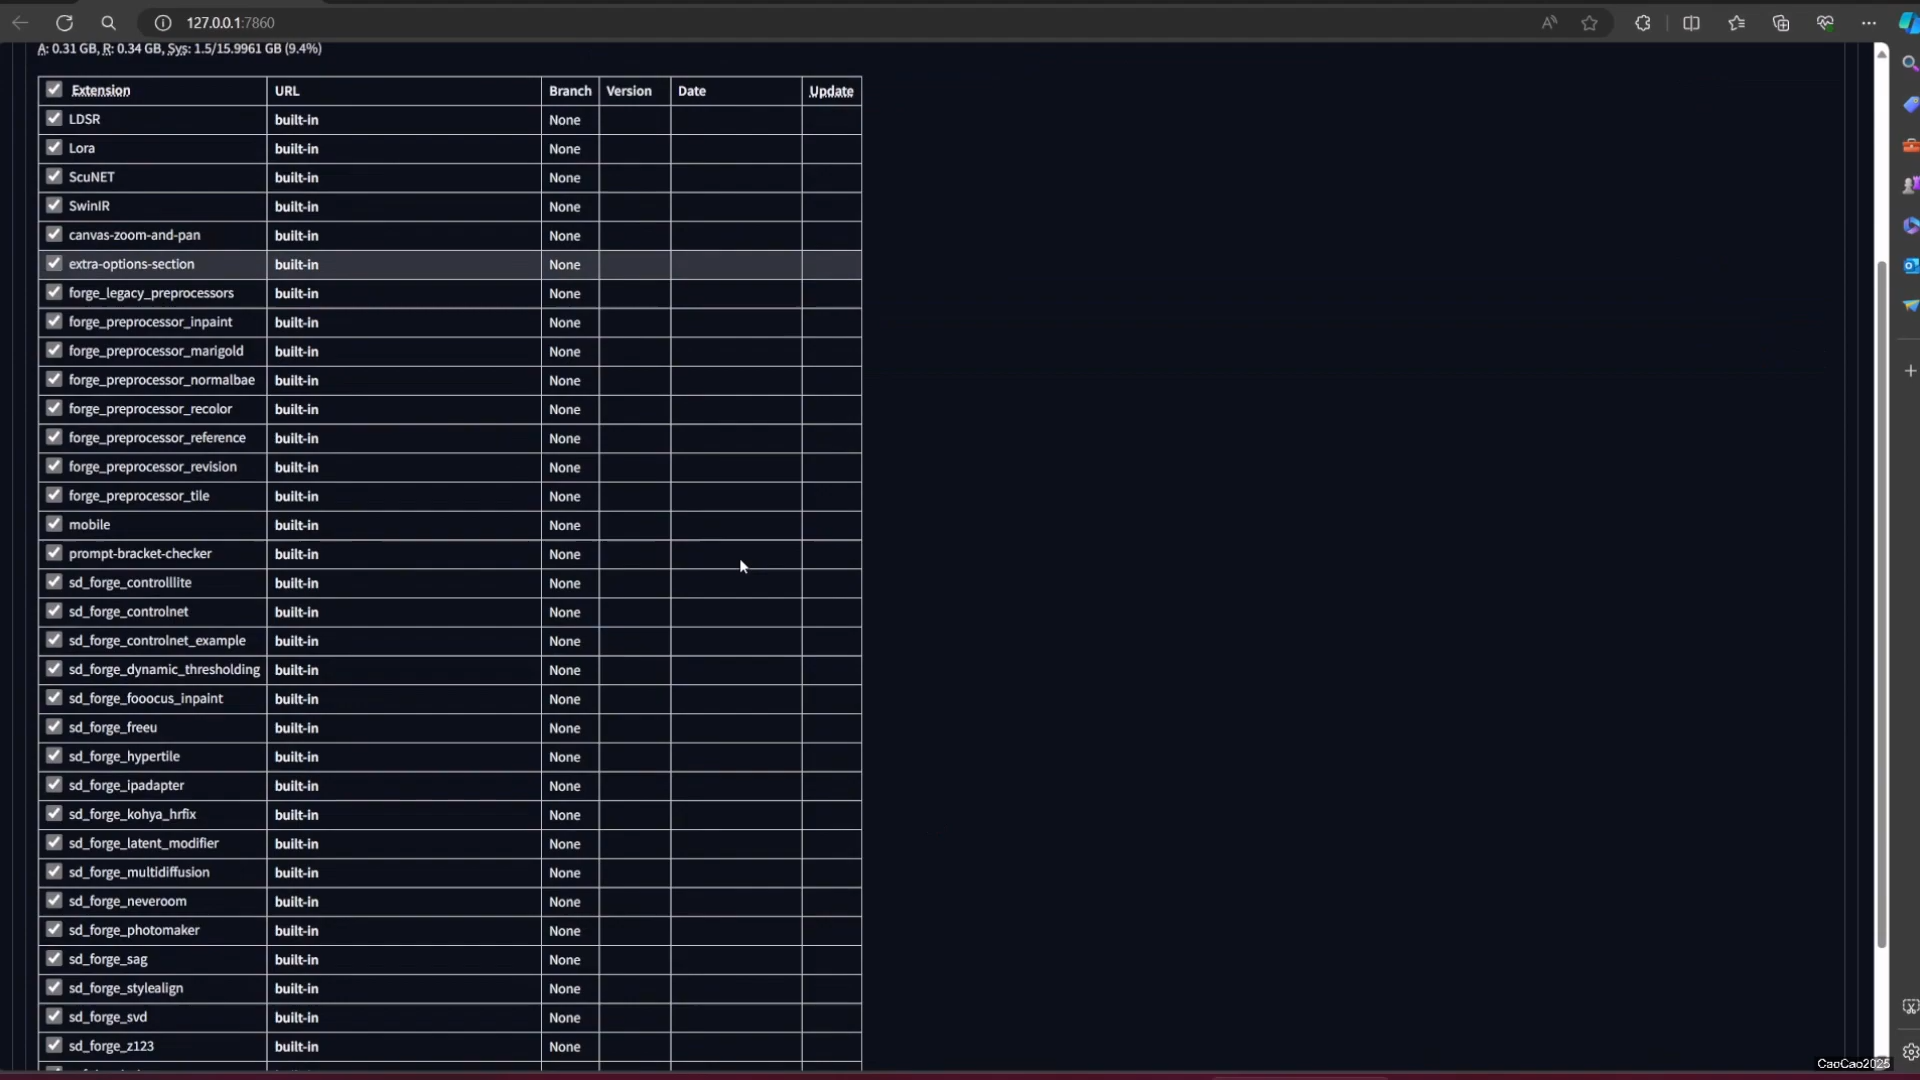 127.0.0.1:7860
A: 0.31 GB, R: 0.34 GB, Sys: 1.5/15.9961 GB (9.4%)
Extension URL Branch Version Date Update
LDSR built-in None
Lora built-in None
ScuNET built-in None
SwinIR built-in None
canvas-zoom-and-pan built-in None
extra-options-section built-in None
forge_legacy_preprocessors built-in None
forge_preprocessor_inpaint built-in None
forge_preprocessor_marigold built-in None
forge_preprocessor_normalbae built-in None
forge_preprocessor_recolor built-in None
forge_preprocessor_reference built-in None
forge_preprocessor_revision built-in None
forge_preprocessor_tile built-in None
mobile built-in None
prompt-bracket-checker built-in None
sd_forge_controlllite built-in None
sd_forge_controlnet built-in None
sd_forge_controlnet_example built-in None
sd_forge_dynamic_thresholding built-in None
sd_forge_fooocus_inpaint built-in None
sd_forge_freeu built-in None
sd_forge_hypertile built-in None
sd_forge_ipadapter built-in None
sd_forge_kohya_hrfix built-in None
sd_forge_latent_modifier built-in None
sd_forge_multidiffusion built-in None
sd_forge_neveroom built-in None
sd_forge_photomaker built-in None
sd_forge_sag built-in None
sd_forge_stylealign built-in None
sd_forge_svd built-in None
sd_forge_z123 built-in None
CaoCao2025